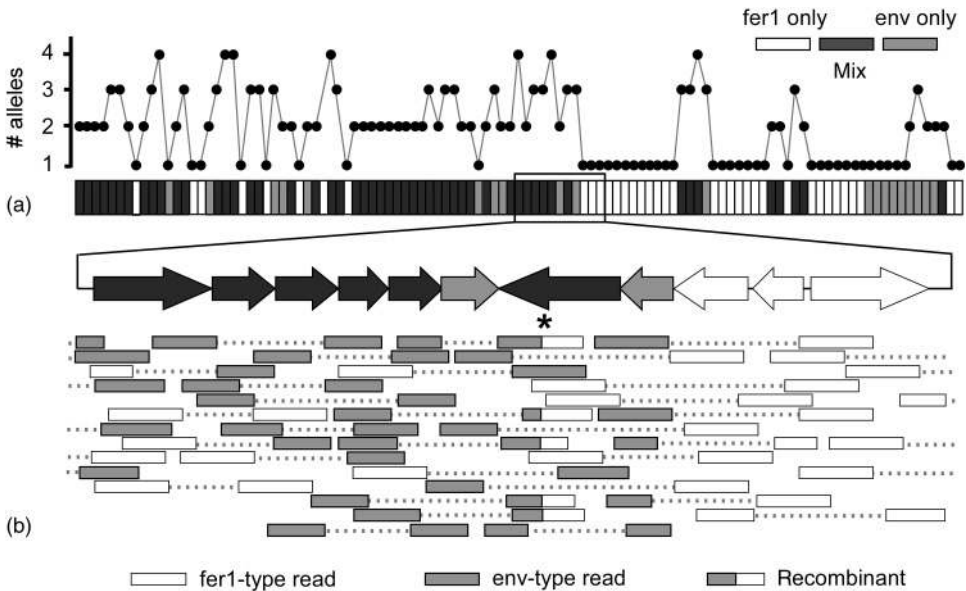 fer1 only env only
Mix
# alleles
4
3
2
1
(a)
*
(b)
fer1-type read env-type read Recombinant